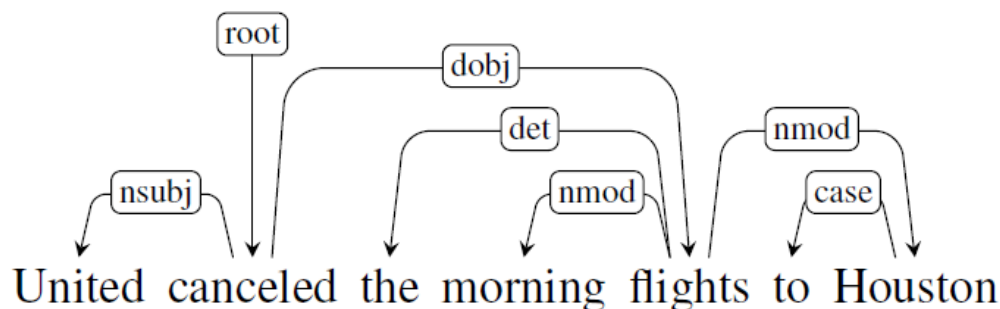 root
dobj
det nmod
nsubj nmod case
United canceled the morning flights to Houston